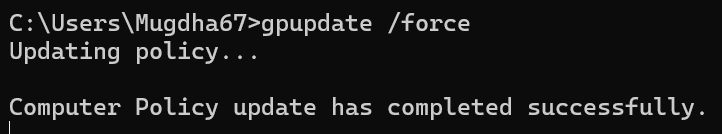 C:\Users\Mugdha67>gpupdate /force
Updating policy...
Computer Policy update has completed successfully.